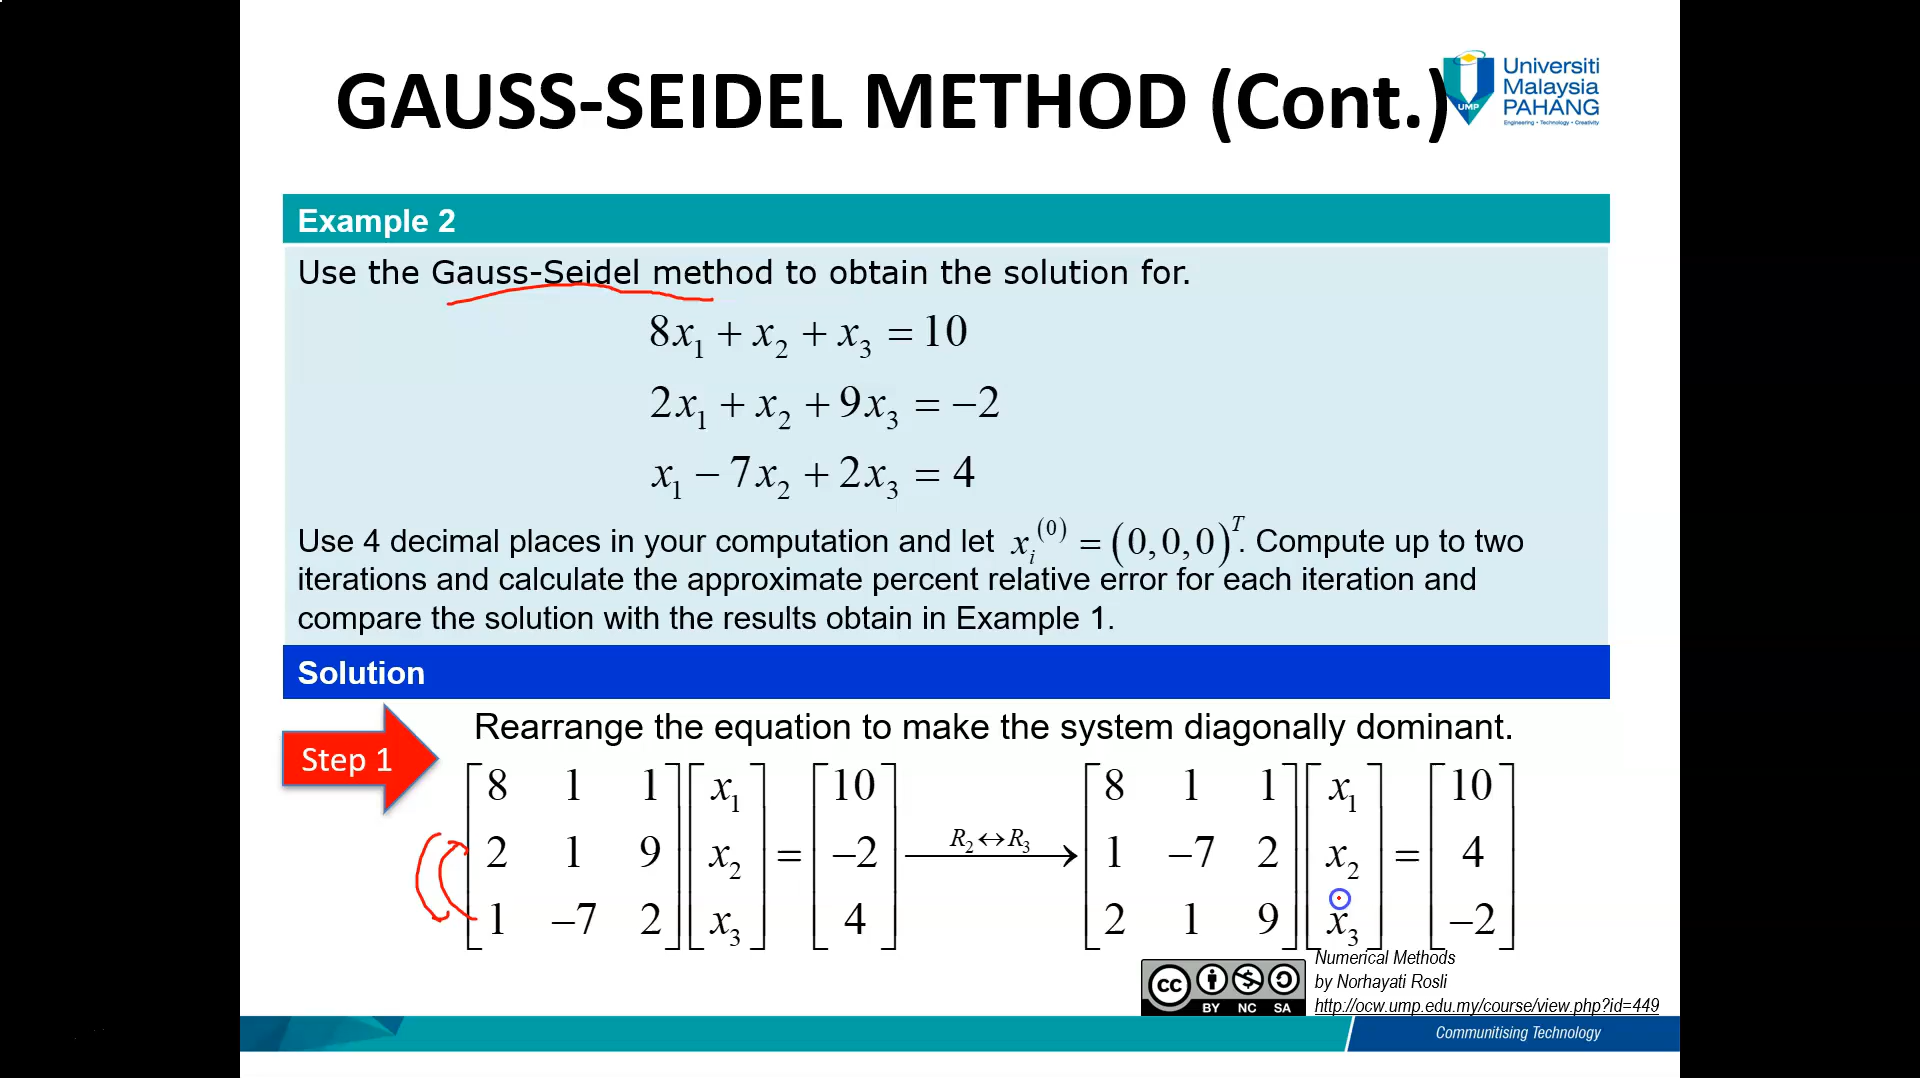 GAUSS-SEIDEL METHOD (Cont.)
UMP
Universiti
Malaysia
PAHANG
Engineering • Technology • Creativity
Example 2
Use the Gauss-Seidel method to obtain the solution for.
8x₁ + x₂ + x₃ = 10
2x₁ + x₂ + 9x₃ = −2
x₁ − 7x₂ + 2x₃ = 4
Use 4 decimal places in your computation and let xᵢ⁽⁰⁾ = (0,0,0)ᵀ. Compute up to two
iterations and calculate the approximate percent relative error for each iteration and
compare the solution with the results obtain in Example 1.
Solution
Step 1
Rearrange the equation to make the system diagonally dominant.
[8 1 1] [x₁] [10] [8 1 1] [x₁] [10]
[2 1 9] [x₂] = [−2] R₂↔R₃ [1 −7 2] [x₂] = [4]
[1 −7 2] [x₃] [4] [2 1 9] [x₃] [−2]
cc BY NC SA
Numerical Methods
by Norhayati Rosli
http://ocw.ump.edu.my/course/view.php?id=449
Communitising Technology